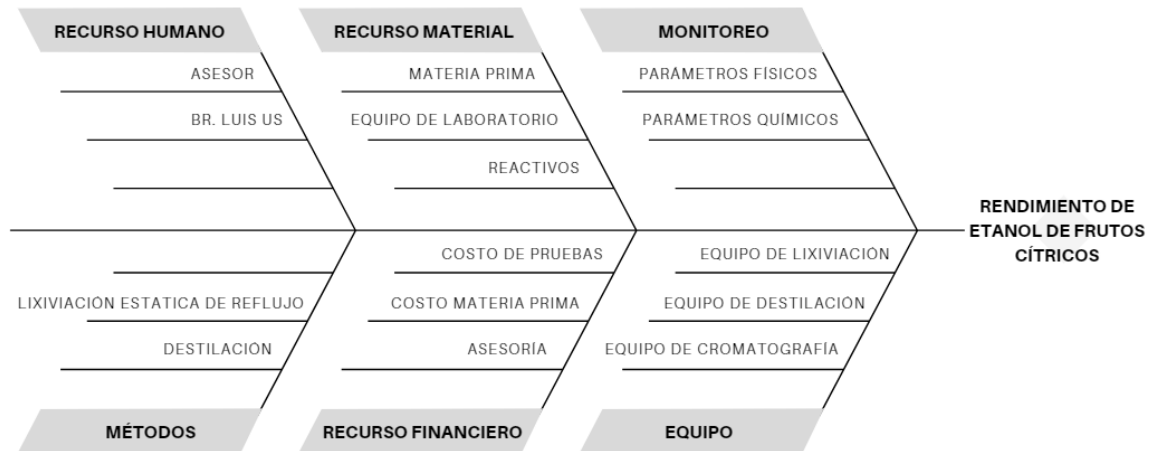 RECURSO HUMANO
RECURSO MATERIAL
MONITOREO
ASESOR
MATERIA PRIMA
PARÁMETROS FÍSICOS
BR. LUIS US
EQUIPO DE LABORATORIO
PARÁMETROS QUÍMICOS
REACTIVOS
RENDIMIENTO DE
ETANOL DE FRUTOS
CÍTRICOS
COSTO DE PRUEBAS
EQUIPO DE LIXIVIACIÓN
LIXIVIACIÓN ESTATICA DE REFLUJO
COSTO MATERIA PRIMA
EQUIPO DE DESTILACIÓN
DESTILACIÓN
ASESORÍA
EQUIPO DE CROMATOGRAFÍA
MÉTODOS
RECURSO FINANCIERO
EQUIPO